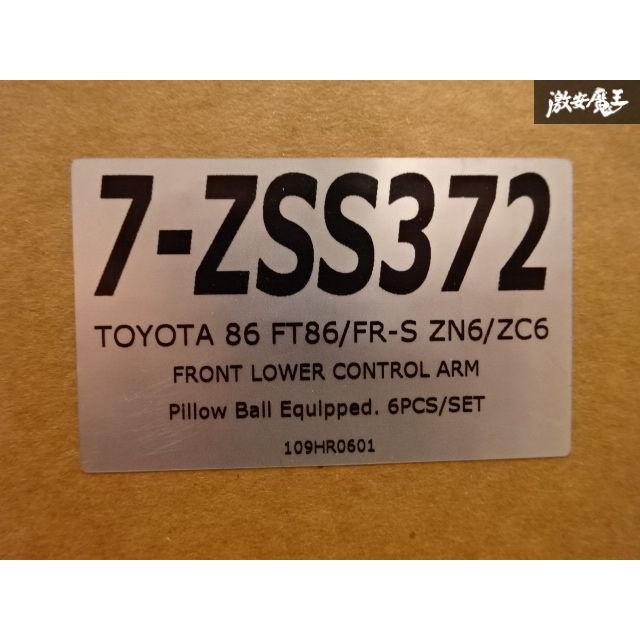 激安魔王
7-ZSS372
TOYOTA 86 FT86/FR-S ZN6/ZC6
FRONT LOWER CONTROL ARM
Pillow Ball Equipped. 6PCS/SET
109HR0601